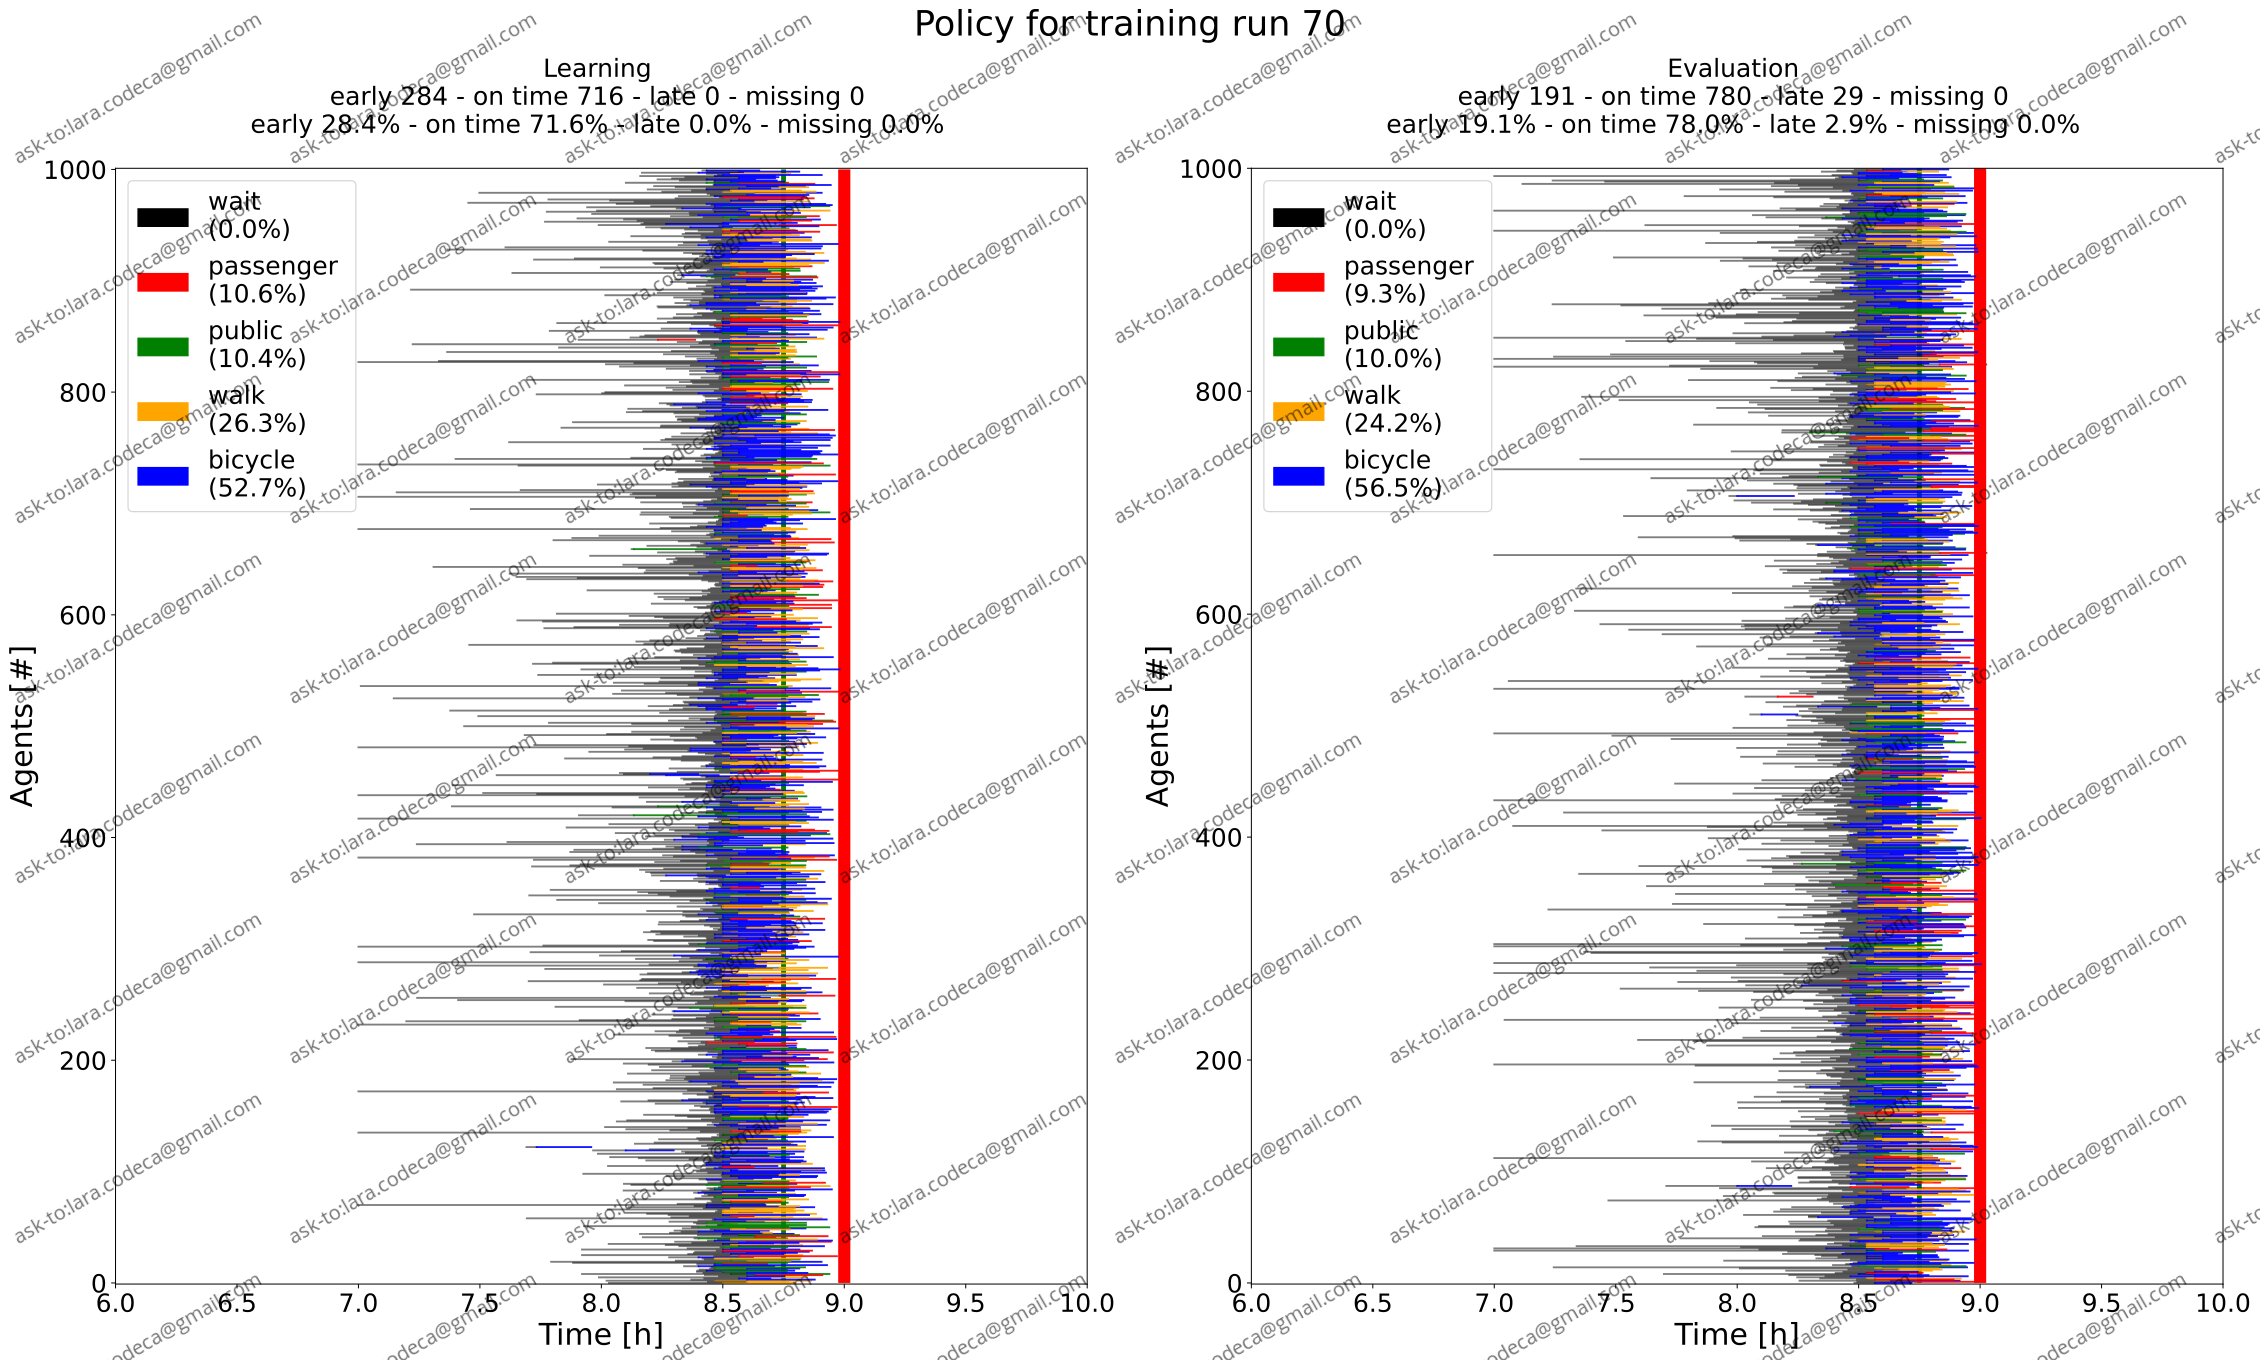 Policy for training run 70
Learning
early 284 - on time 716 - late 0 - missing 0
early 28.4% - on time 71.6% - late 0.0% - missing 0.0%
1000
800
600
400
200
0
Agents [#]
wait
(0.0%)
passenger
(10.6%)
public
(10.4%)
walk
(26.3%)
bicycle
(52.7%)
6.0 6.5 7.0 7.5 8.0 8.5 9.0 9.5 10.0
Time [h]
Evaluation
early 191 - on time 780 - late 29 - missing 0
early 19.1% - on time 78.0% - late 2.9% - missing 0.0%
1000
800
600
400
200
0
Agents [#]
wait
(0.0%)
passenger
(9.3%)
public
(10.0%)
walk
(24.2%)
bicycle
(56.5%)
6.0 6.5 7.0 7.5 8.0 8.5 9.0 9.5 10.0
Time [h]
ask-to:lara.codeca@gmail.com